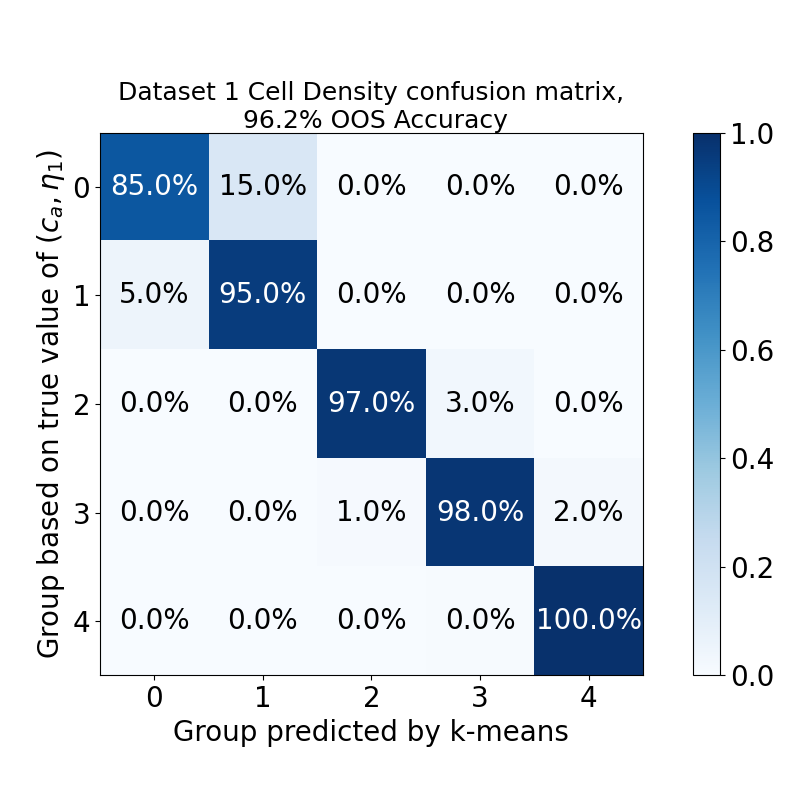 Dataset 1 Cell Density confusion matrix,
96.2% OOS Accuracy
Group based on true value of (cₐ, η₁)
0 85.0% 15.0% 0.0% 0.0% 0.0%
1 5.0% 95.0% 0.0% 0.0% 0.0%
2 0.0% 0.0% 97.0% 3.0% 0.0%
3 0.0% 0.0% 1.0% 98.0% 2.0%
4 0.0% 0.0% 0.0% 0.0% 100.0%
0 1 2 3 4
Group predicted by k-means
1.0
0.8
0.6
0.4
0.2
0.0